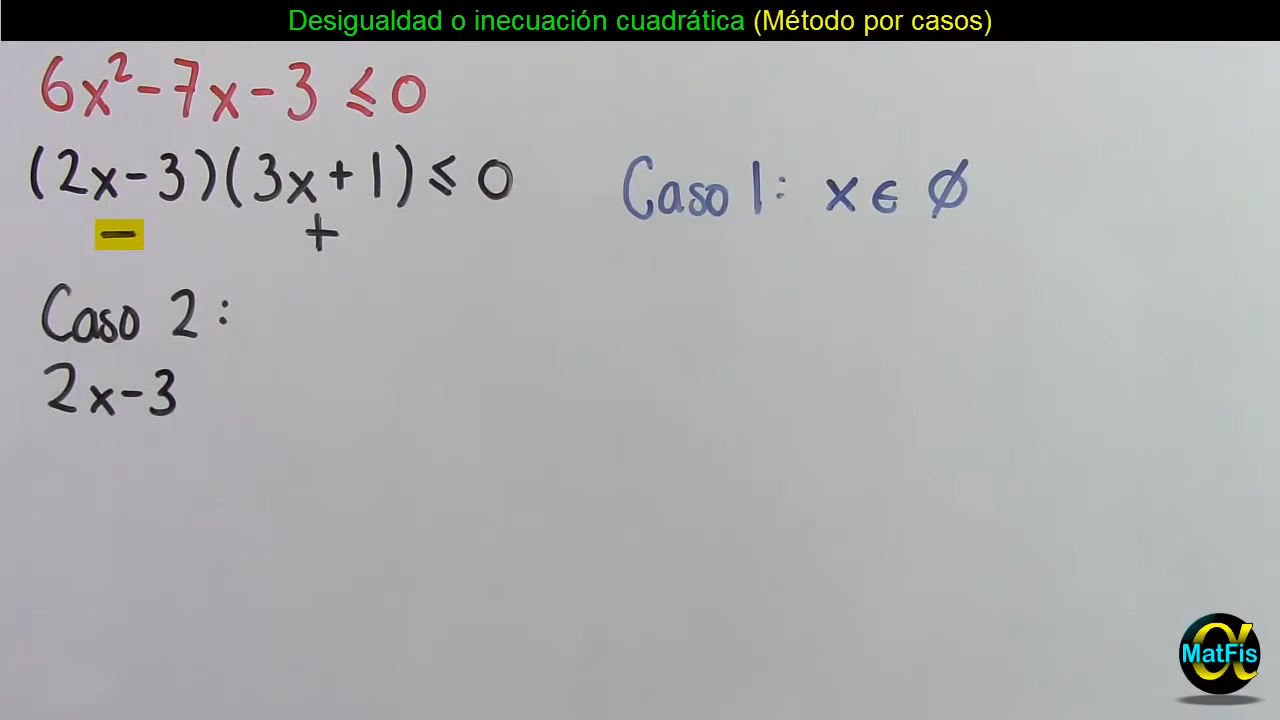 Desigualdad o inecuación cuadrática (Método por casos)
6x² - 7x - 3 ≤ 0
(2x - 3)(3x + 1) ≤ 0
- +
Caso 1: x ∈ ∅
Caso 2:
2x - 3
αMatFis